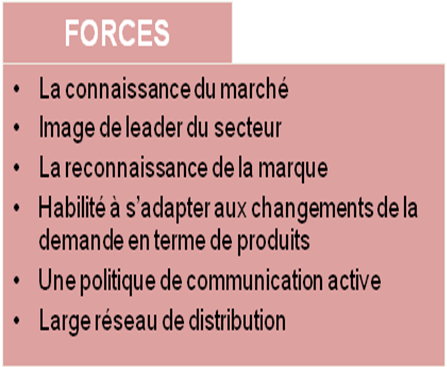 FORCES
• La connaissance du marché
• Image de leader du secteur
• La reconnaissance de la marque
• Habilité à s'adapter aux changements de la
demande en terme de produits
• Une politique de communication active
• Large réseau de distribution